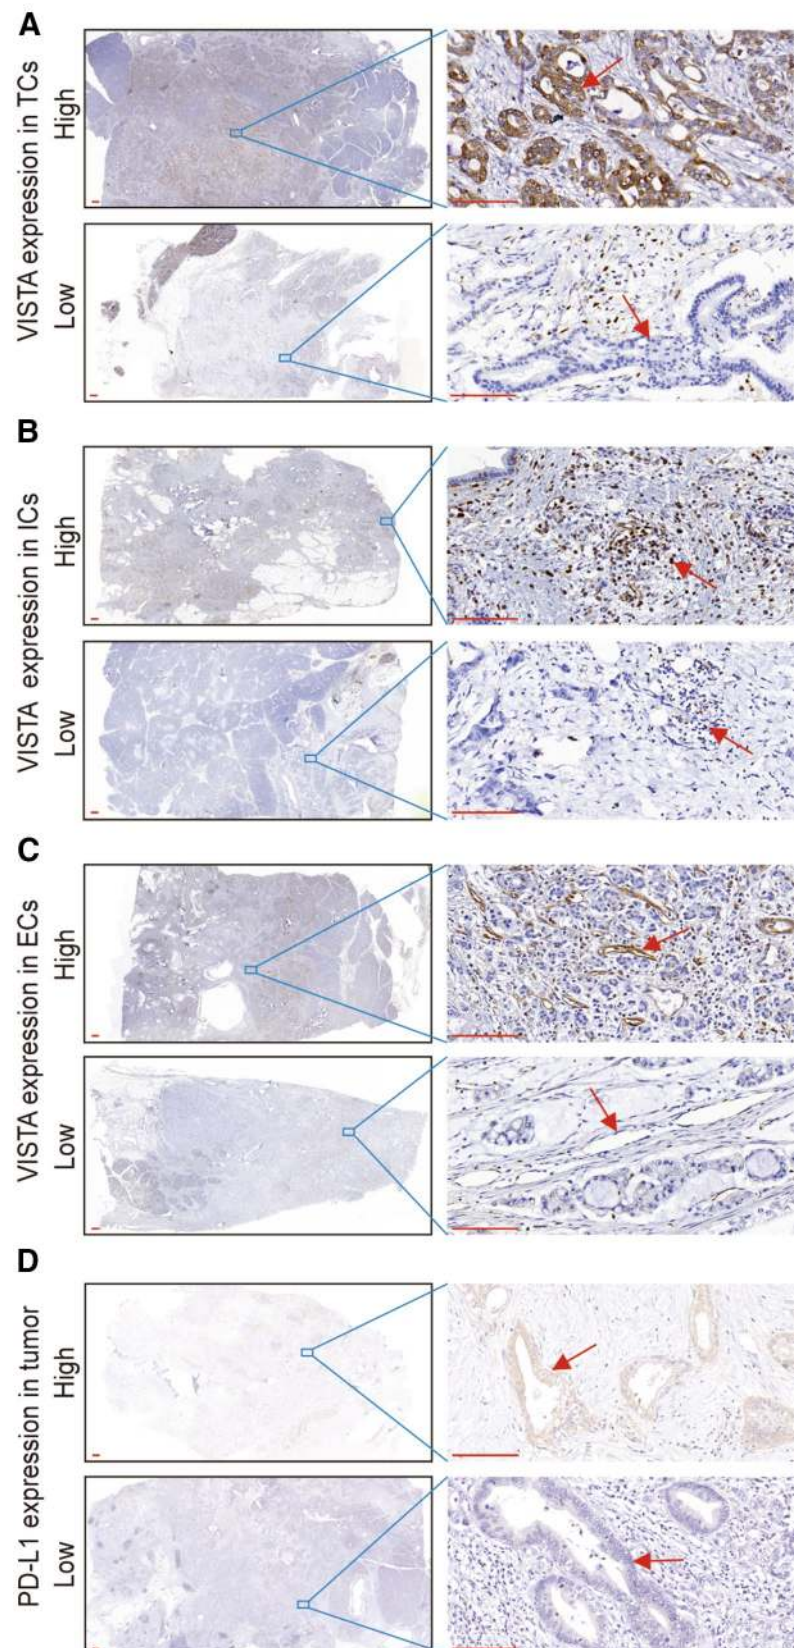 A
VISTA expression in TCs
High
Low
B
VISTA expression in ICs
High
Low
C
VISTA expression in ECs
High
Low
D
PD-L1 expression in tumor
High
Low